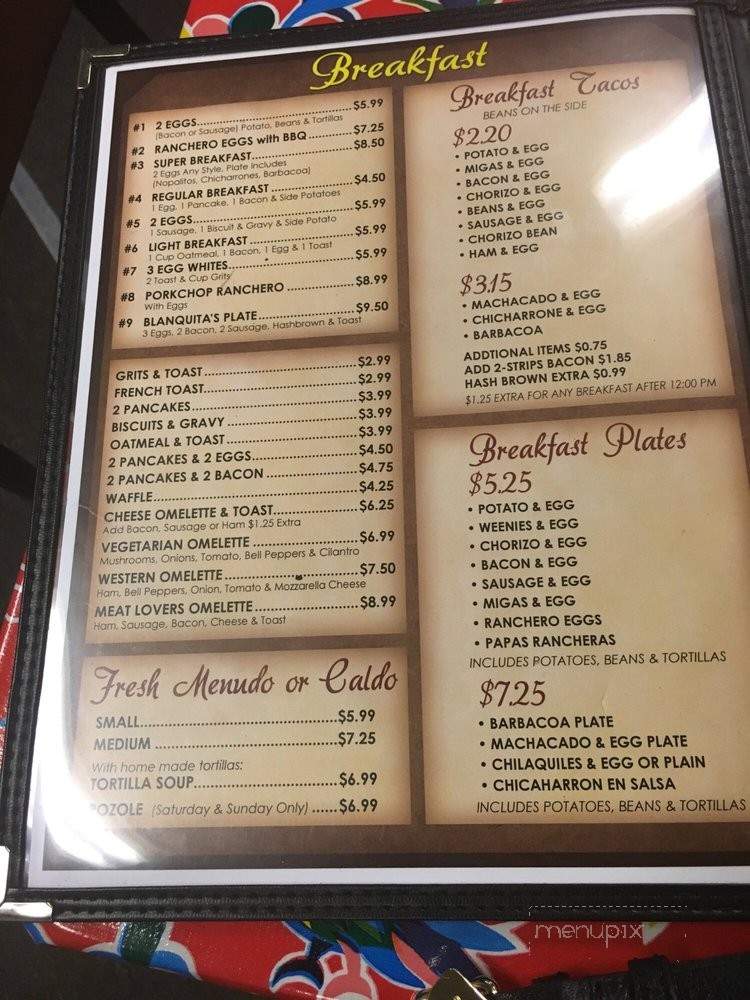 Breakfast
#1 2 EGGS..........$5.99
(Bacon or Sausage) Potato, Beans & Tortillas
#2 RANCHERO EGGS with BBQ..........$7.25
#3 SUPER BREAKFAST..........$8.50
2 Eggs Any Style, Plate Includes
(Nopalitos, Chicharrones, Barbacoa)
#4 REGULAR BREAKFAST..........$4.50
1 Egg, 1 Pancake, 1 Bacon & Side Potatoes
#5 2 EGGS..........$5.99
1 Sausage, 1 Biscuit & Gravy & Side Potato
#6 LIGHT BREAKFAST..........$5.99
1 Cup Oatmeal, 1 Bacon, 1 Egg & 1 Toast
#7 3 EGG WHITES..........$5.99
2 Toast & Cup Grits
#8 PORKCHOP RANCHERO..........$8.99
With Eggs
#9 BLANQUITA'S PLATE..........$9.50
3 Eggs, 2 Bacon, 2 Sausage, Hashbrown & Toast
GRITS & TOAST..........$2.99
FRENCH TOAST..........$2.99
2 PANCAKES..........$3.99
BISCUITS & GRAVY..........$3.99
OATMEAL & TOAST..........$3.99
2 PANCAKES & 2 EGGS..........$4.50
2 PANCAKES & 2 BACON..........$4.75
WAFFLE..........$4.25
CHEESE OMELETTE & TOAST..........$6.25
Add Bacon, Sausage or Ham $1.25 Extra
VEGETARIAN OMELETTE..........$6.99
Mushrooms, Onions, Tomato, Bell Peppers & Cilantro
WESTERN OMELETTE..........$7.50
Ham, Bell Peppers, Onion, Tomato & Mozzarella Cheese
MEAT LOVERS OMELETTE..........$8.99
Ham, Sausage, Bacon, Cheese & Toast
Fresh Menudo or Caldo
SMALL..........$5.99
MEDIUM..........$7.25
With home made tortillas:
TORTILLA SOUP..........$6.99
POZOLE (Saturday & Sunday Only)......$6.99
Breakfast Tacos
BEANS ON THE SIDE
$2.20
• POTATO & EGG
• MIGAS & EGG
• BACON & EGG
• CHORIZO & EGG
• BEANS & EGG
• SAUSAGE & EGG
• CHORIZO BEAN
• HAM & EGG
$3.15
• MACHACADO & EGG
• CHICHARRONE & EGG
• BARBACOA
ADDTIONAL ITEMS $0.75
ADD 2-STRIPS BACON $1.85
HASH BROWN EXTRA $0.99
$1.25 EXTRA FOR ANY BREAKFAST AFTER 12:00 PM
Breakfast Plates
$5.25
• POTATO & EGG
• WEENIES & EGG
• CHORIZO & EGG
• BACON & EGG
• SAUSAGE & EGG
• MIGAS & EGG
• RANCHERO EGGS
• PAPAS RANCHERAS
INCLUDES POTATOES, BEANS & TORTILLAS
$7.25
• BARBACOA PLATE
• MACHACADO & EGG PLATE
• CHILAQUILES & EGG OR PLAIN
• CHICAHARRON EN SALSA
INCLUDES POTATOES, BEANS & TORTILLAS
menupix